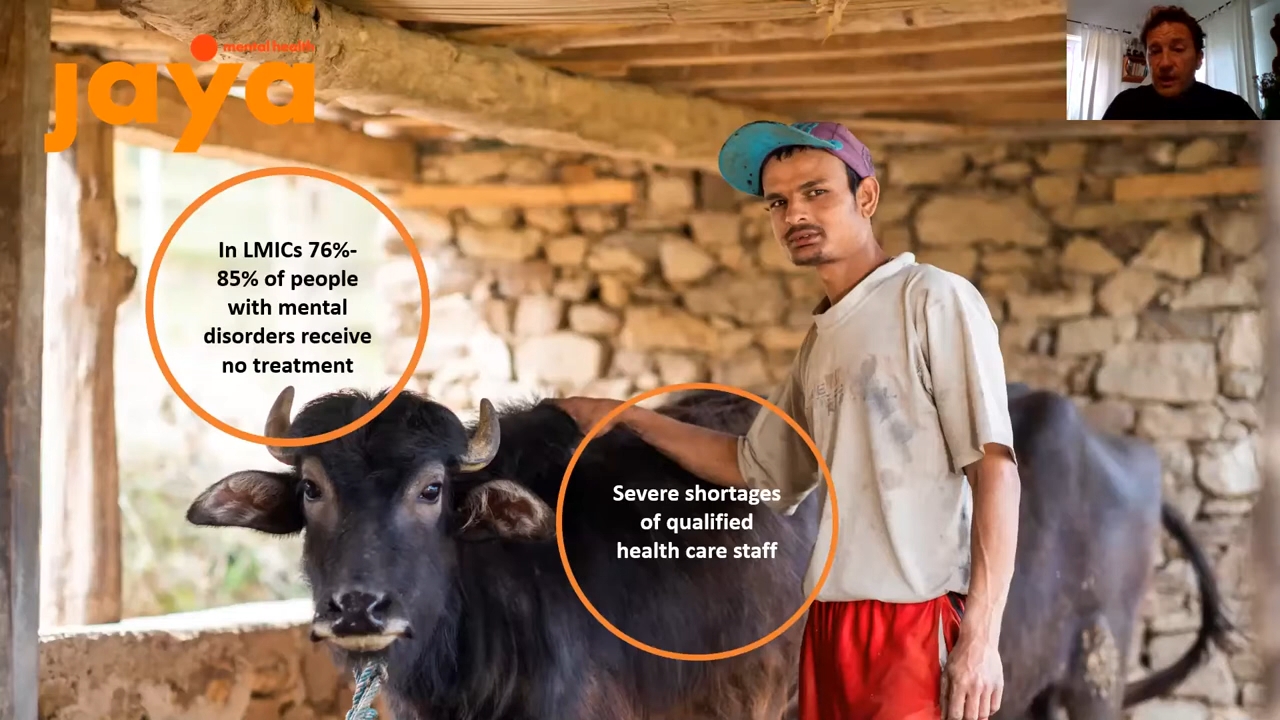 mental health
jaya
In LMICs 76%-
85% of people
with mental
disorders receive
no treatment
Severe shortages
of qualified
health care staff